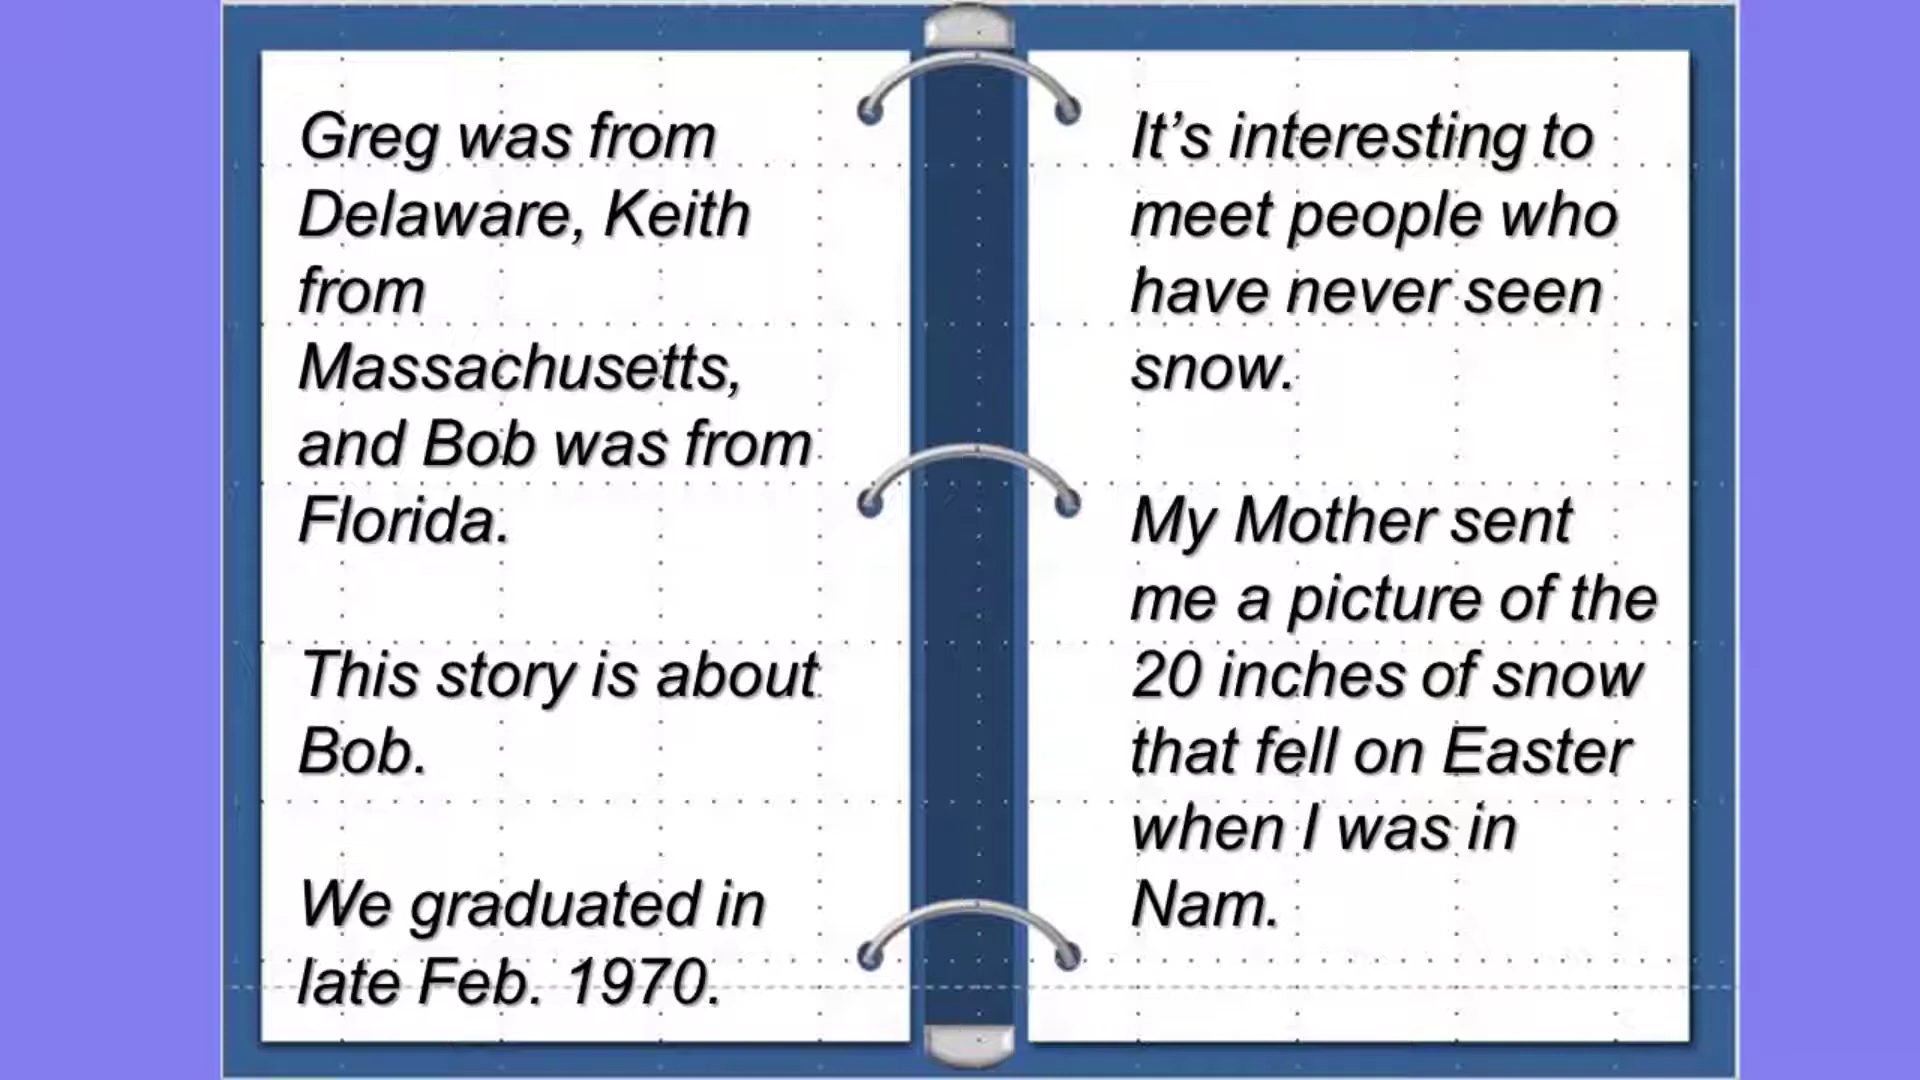 Greg was from
Delaware, Keith
from
Massachusetts,
and Bob was from
Florida.
This story is about
Bob.
We graduated in
late Feb. 1970.
It’s interesting to
meet people who
have never seen
snow.
My Mother sent
me a picture of the
20 inches of snow
that fell on Easter
when I was in
Nam.